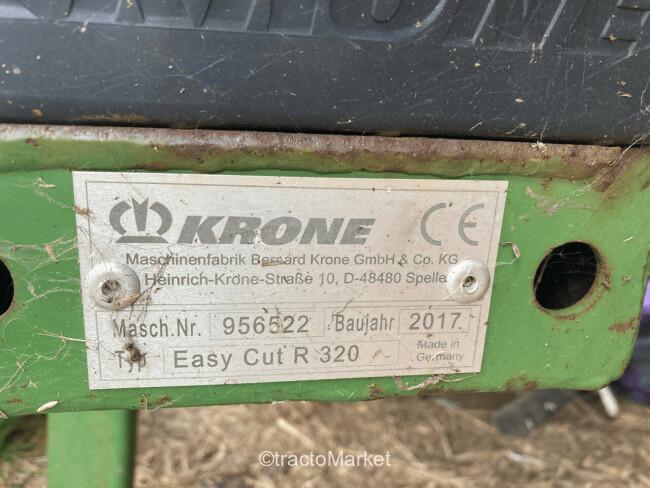 KRONE
CE
Maschinenfabrik Bernard Krone GmbH & Co. KG
Heinrich-Krone-Straße 10, D-48480 Spelle
Masch.Nr. 956522 Baujahr 2017
Typ Easy Cut R 320
Made in
Germany
©tractoMarket